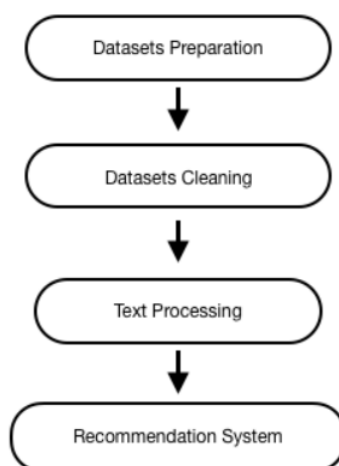 Datasets Preparation
Datasets Cleaning
Text Processing
Recommendation System